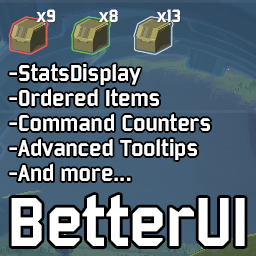 x9 x8 x13
-StatsDisplay
-Ordered Items
-Command Counters
-Advanced Tooltips
-And more...
BetterUI